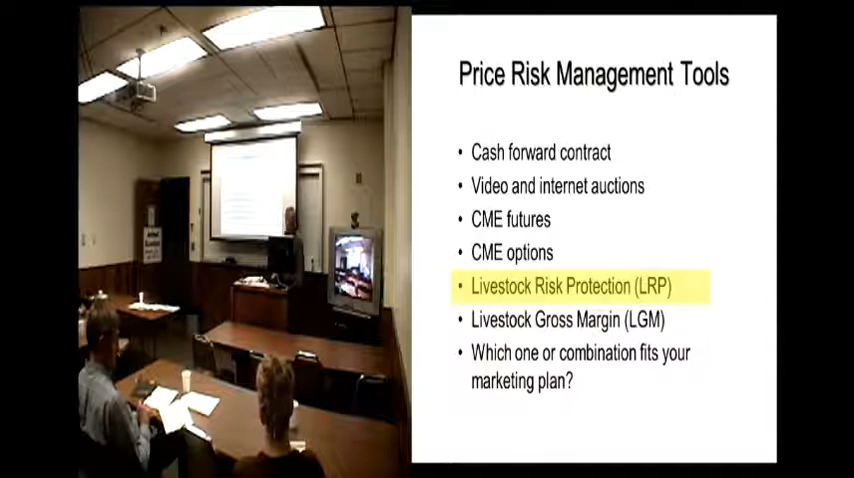 Price Risk Management Tools
• Cash forward contract
• Video and internet auctions
• CME futures
• CME options
• Livestock Risk Protection (LRP)
• Livestock Gross Margin (LGM)
• Which one or combination fits your
marketing plan?